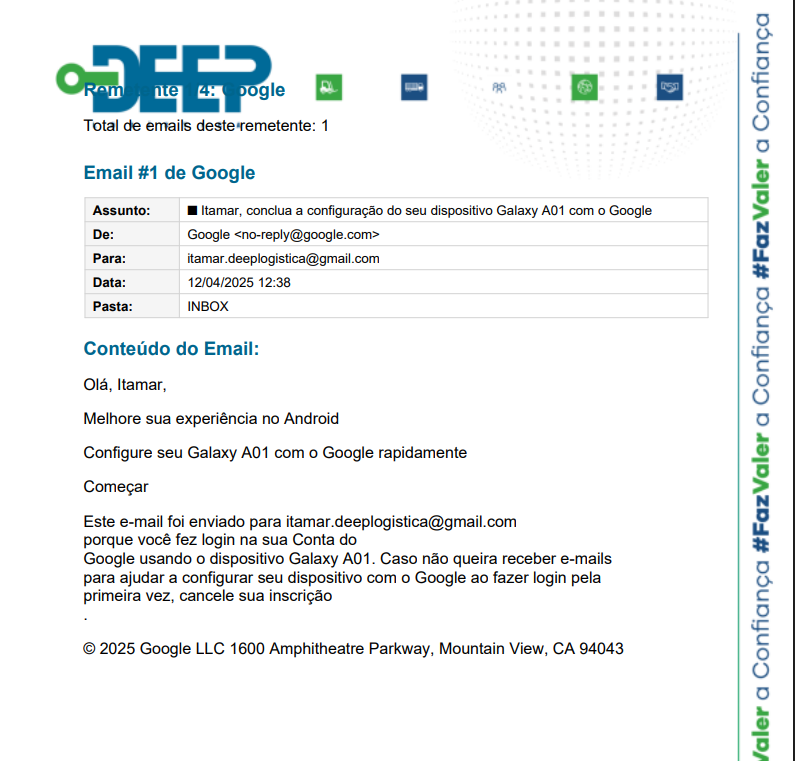 DEEP
Remetente 1/4: Google
Total de emails deste remetente: 1
Email #1 de Google
Assunto: ■ Itamar, conclua a configuração do seu dispositivo Galaxy A01 com o Google
De: Google <no-reply@google.com>
Para: itamar.deeplogistica@gmail.com
Data: 12/04/2025 12:38
Pasta: INBOX
Conteúdo do Email:
Olá, Itamar,
Melhore sua experiência no Android
Configure seu Galaxy A01 com o Google rapidamente
Começar
Este e-mail foi enviado para itamar.deeplogistica@gmail.com
porque você fez login na sua Conta do
Google usando o dispositivo Galaxy A01. Caso não queira receber e-mails
para ajudar a configurar seu dispositivo com o Google ao fazer login pela
primeira vez, cancele sua inscrição
.
© 2025 Google LLC 1600 Amphitheatre Parkway, Mountain View, CA 94043
Valer a Confiança #FazValer a Confiança #FazValer a Confiança